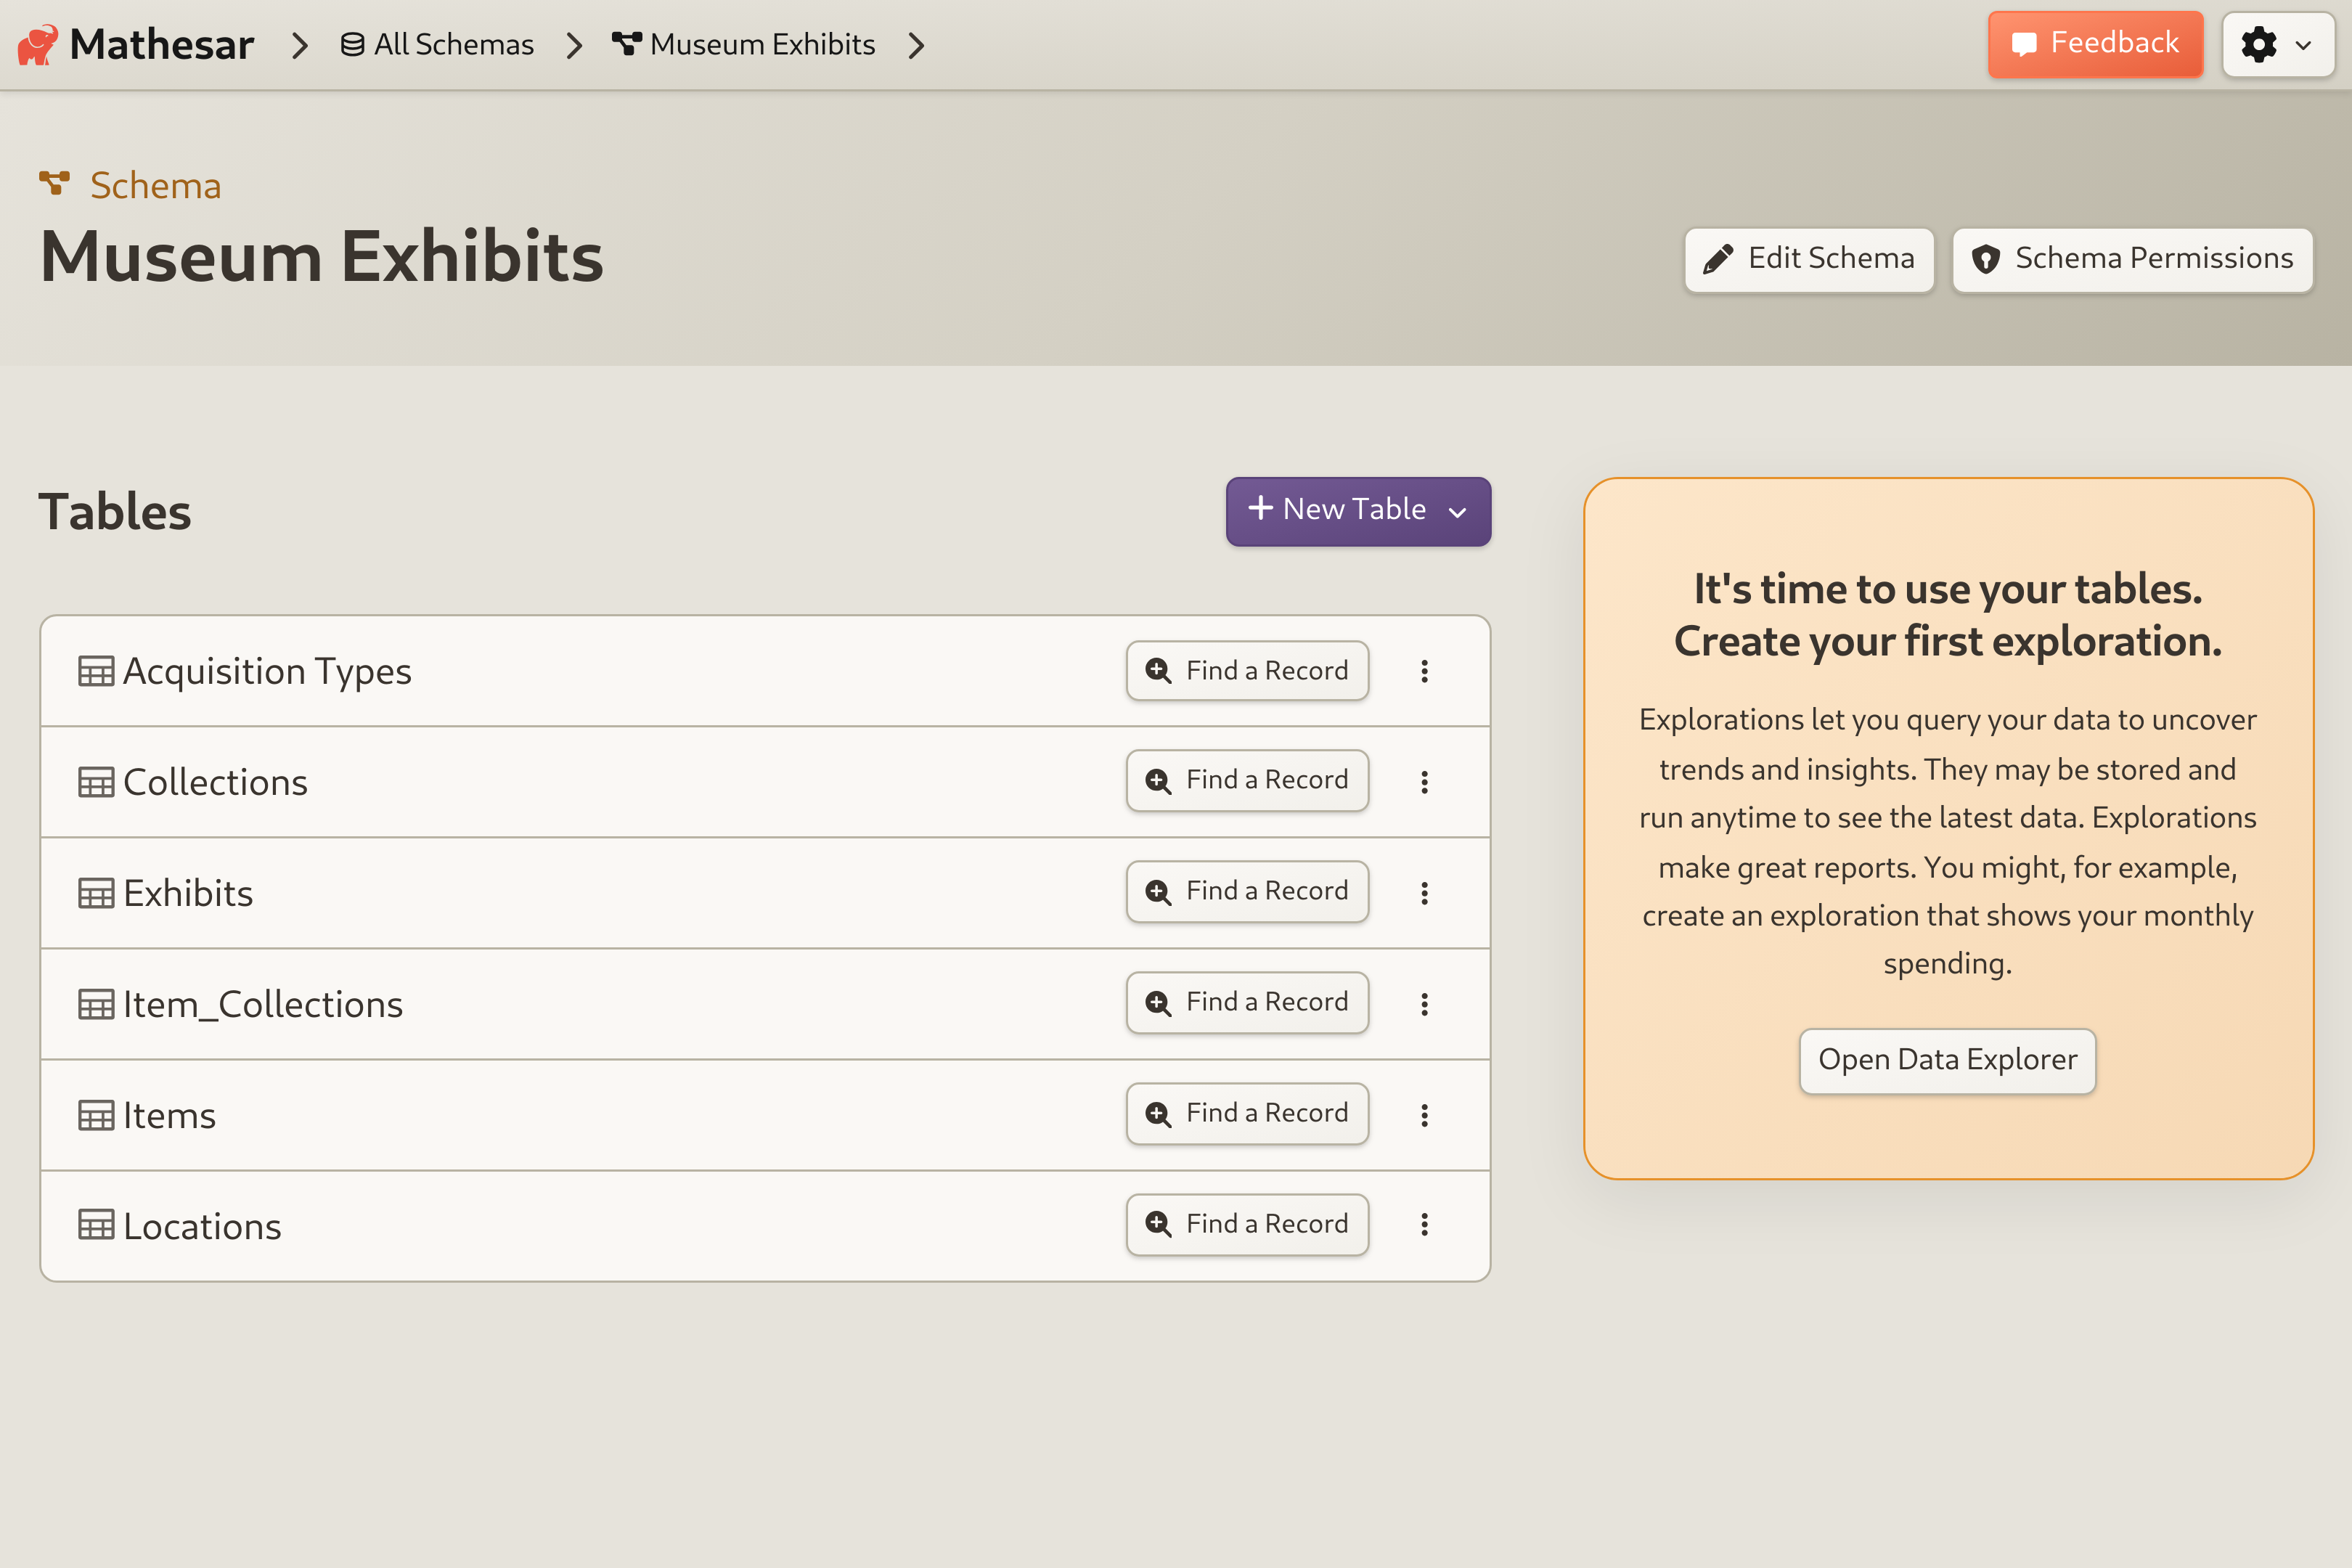 Mathesar All Schemas Museum Exhibits Feedback
Schema
Museum Exhibits
Edit Schema Schema Permissions
Tables
New Table
Acquisition Types Find a Record
Collections Find a Record
Exhibits Find a Record
Item_Collections Find a Record
Items Find a Record
Locations Find a Record
It's time to use your tables.
Create your first exploration.
Explorations let you query your data to uncover
trends and insights. They may be stored and
run anytime to see the latest data. Explorations
make great reports. You might, for example,
create an exploration that shows your monthly
spending.
Open Data Explorer